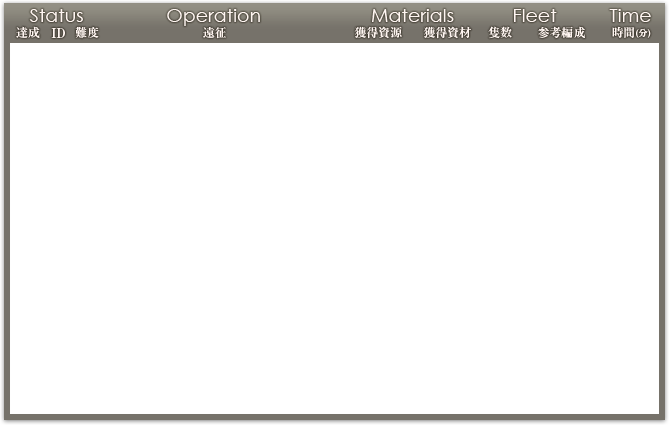 Status Operation Materials Fleet Time
達成 ID 難度 遠征 獲得資源 獲得資材 隻数 参考編成 時間(分)